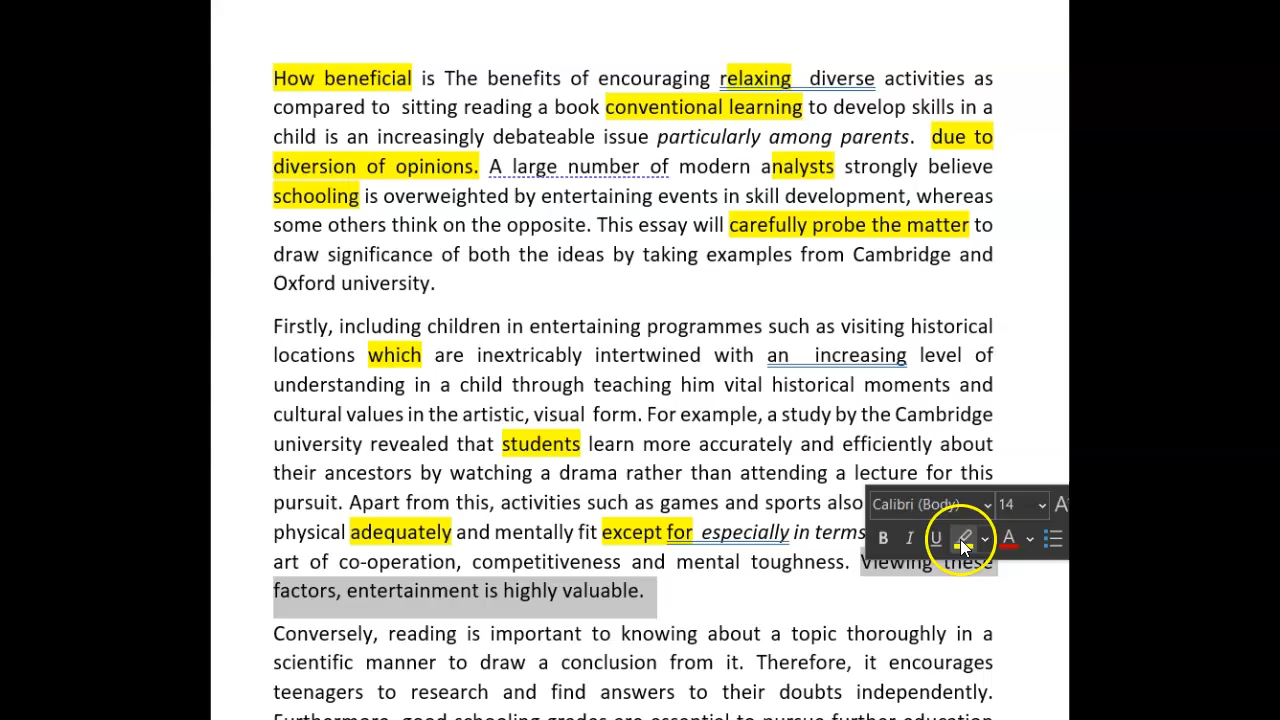 How beneficial is The benefits of encouraging relaxing diverse activities as
compared to sitting reading a book conventional learning to develop skills in a
child is an increasingly debateable issue particularly among parents. due to
diversion of opinions. A large number of modern analysts strongly believe
schooling is overweighted by entertaining events in skill development, whereas
some others think on the opposite. This essay will carefully probe the matter to
draw significance of both the ideas by taking examples from Cambridge and
Oxford university.
Firstly, including children in entertaining programmes such as visiting historical
locations which are inextricably intertwined with an increasing level of
understanding in a child through teaching him vital historical moments and
cultural values in the artistic, visual form. For example, a study by the Cambridge
university revealed that students learn more accurately and efficiently about
their ancestors by watching a drama rather than attending a lecture for this
pursuit. Apart from this, activities such as games and sports also
Calibri (Body) 14 A
physical adequately and mentally fit except for especially in terms
B I U A
art of co-operation, competitiveness and mental toughness. Viewing these
factors, entertainment is highly valuable.
Conversely, reading is important to knowing about a topic thoroughly in a
scientific manner to draw a conclusion from it. Therefore, it encourages
teenagers to research and find answers to their doubts independently.
Furthermore, good schooling grades are essential to pursue further education